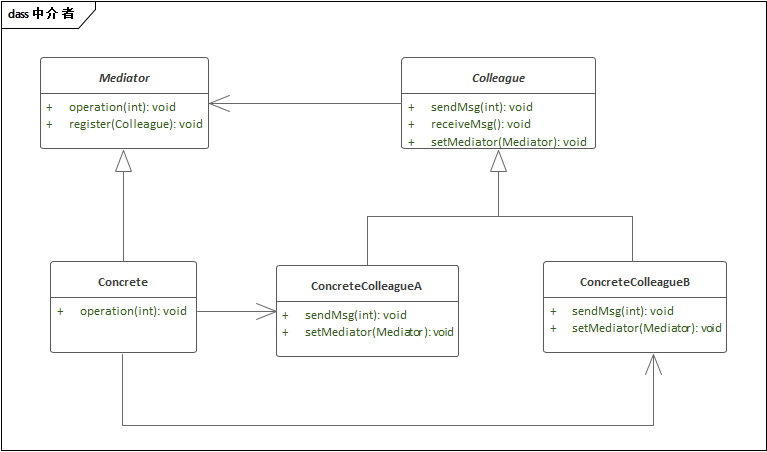 class 中介者
Mediator
+ operation(int): void
+ register(Colleague): void
Colleague
+ sendMsg(int): void
+ receiveMsg(): void
+ setMediator(Mediator): void
Concrete
+ operation(int): void
ConcreteColleagueA
+ sendMsg(int): void
+ setMediator(Mediator): void
ConcreteColleagueB
+ sendMsg(int): void
+ setMediator(Mediator): void